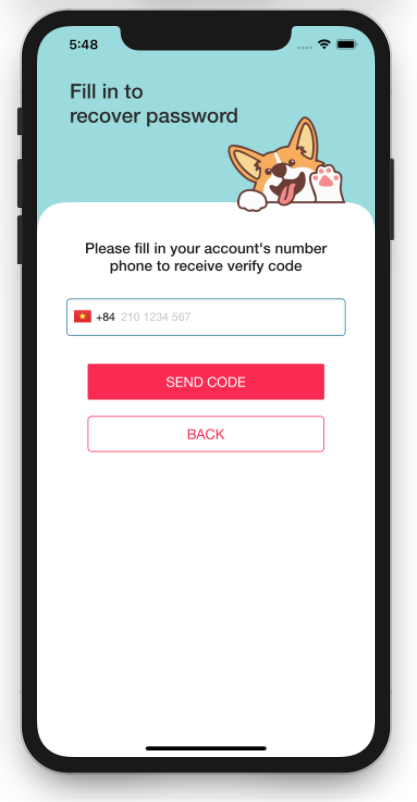 5:48
Fill in to
recover password
Please fill in your account's number
phone to receive verify code
+84 210 1234 567
SEND CODE
BACK